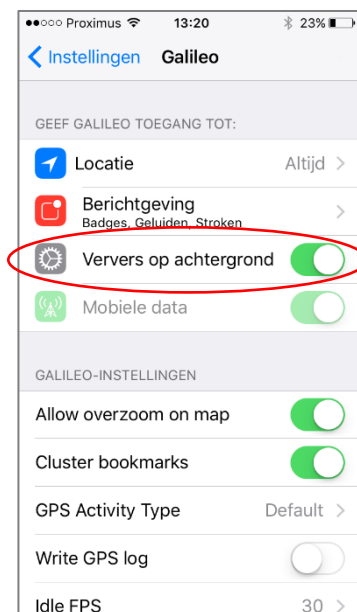 Proximus 13:20 23%
Instellingen Galileo
GEEF GALILEO TOEGANG TOT:
Locatie Altijd
Berichtgeving
Badges, Geluiden, Stroken
Ververs op achtergrond
Mobiele data
GALILEO-INSTELLINGEN
Allow overzoom on map
Cluster bookmarks
GPS Activity Type Default
Write GPS log
Idle FPS 30